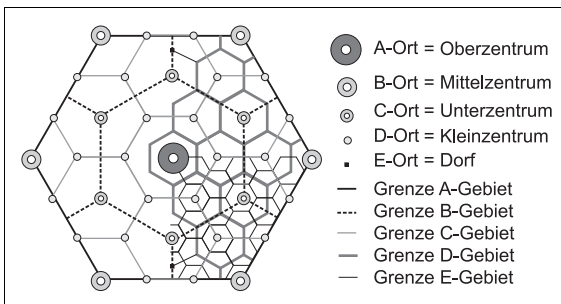 A-Ort = Oberzentrum
B-Ort = Mittelzentrum
C-Ort = Unterzentrum
D-Ort = Kleinzentrum
E-Ort = Dorf
Grenze A-Gebiet
Grenze B-Gebiet
Grenze C-Gebiet
Grenze D-Gebiet
Grenze E-Gebiet